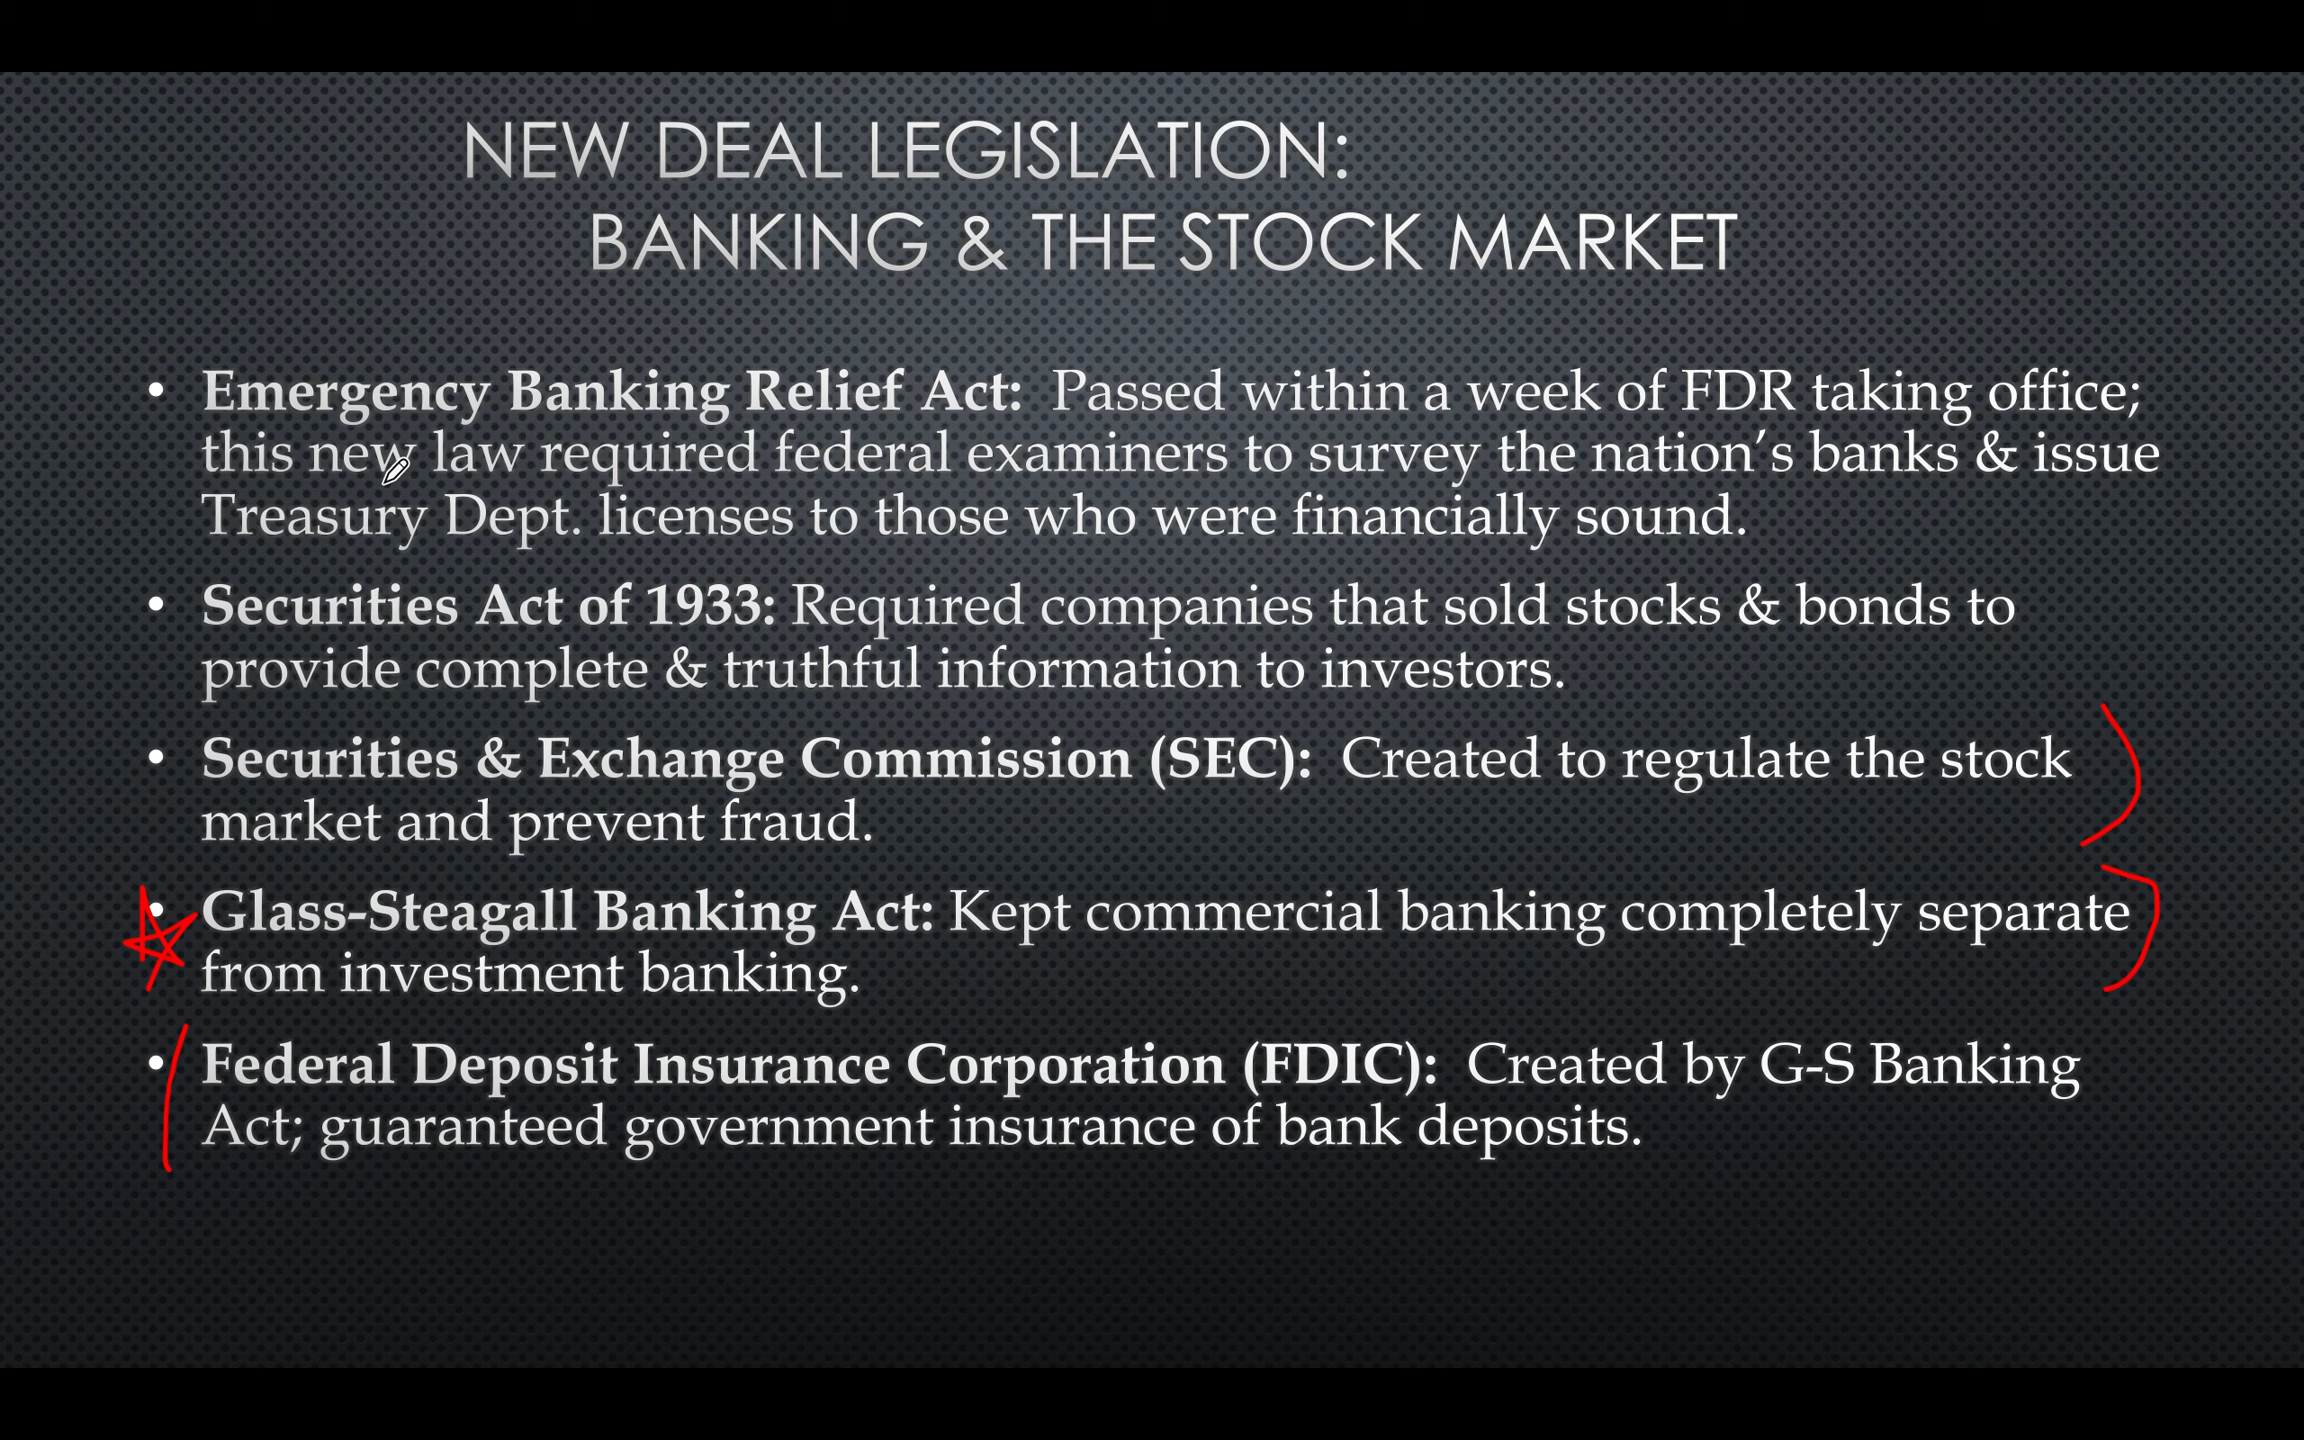 NEW DEAL LEGISLATION:
BANKING & THE STOCK MARKET
• Emergency Banking Relief Act: Passed within a week of FDR taking office;
this new law required federal examiners to survey the nation’s banks & issue
Treasury Dept. licenses to those who were financially sound.
• Securities Act of 1933: Required companies that sold stocks & bonds to
provide complete & truthful information to investors.
• Securities & Exchange Commission (SEC): Created to regulate the stock
market and prevent fraud.
• Glass-Steagall Banking Act: Kept commercial banking completely separate
from investment banking.
• Federal Deposit Insurance Corporation (FDIC): Created by G-S Banking
Act; guaranteed government insurance of bank deposits.